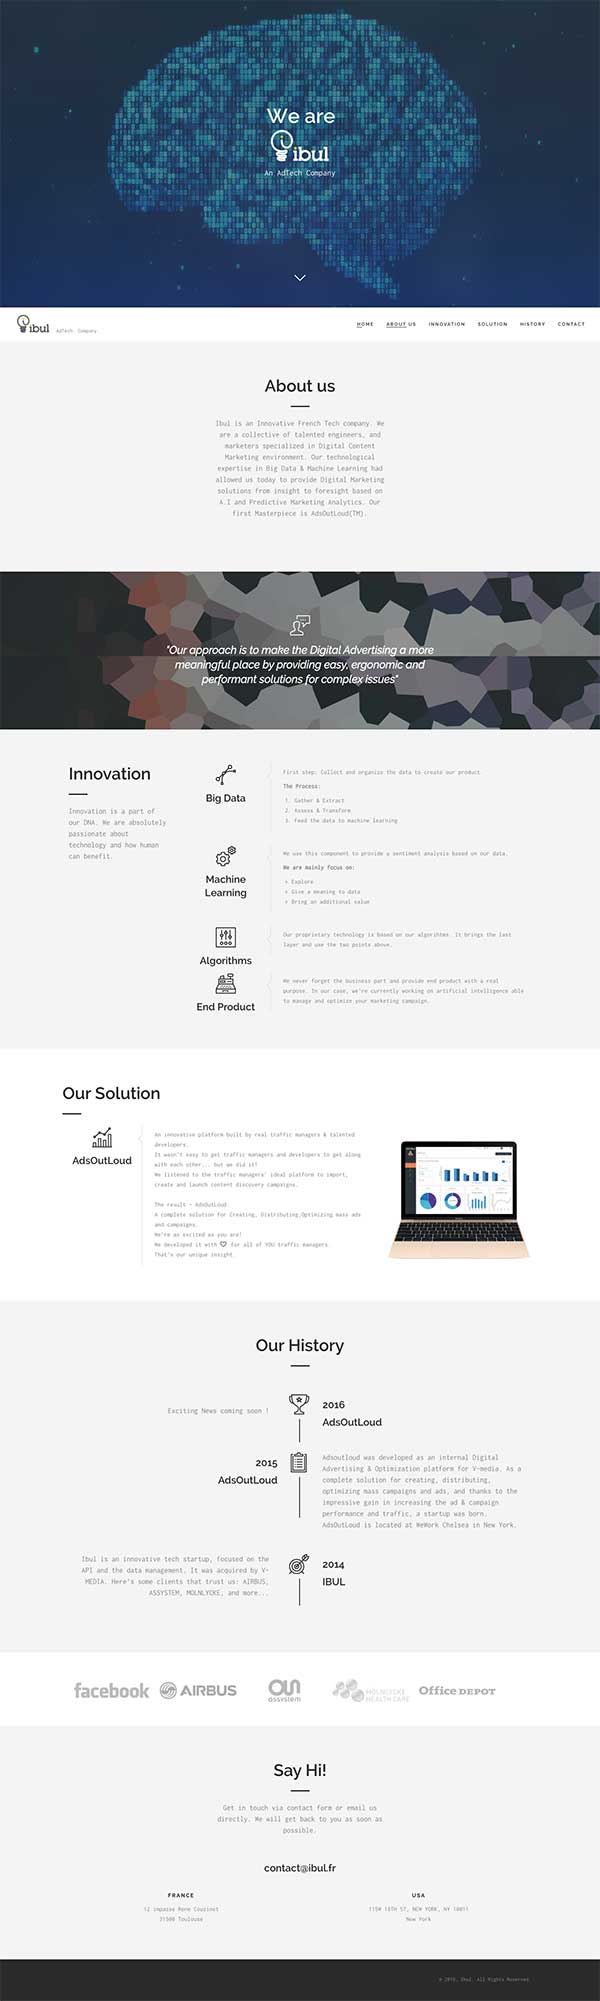 We are
ibul
An AdTech Company
ibul AdTech Company.
HOME ABOUT US INNOVATION SOLUTION HISTORY CONTACT
About us
Ibul is an Innovative French Tech company. We
are a collective of talented engineers, and
marketers specialized in Digital Content
Marketing environment. Our technological
expertise in Big Data & Machine Learning had
allowed us today to provide Digital Marketing
solutions from insight to foresight based on
A.I and Predictive Marketing Analytics. Our
first Masterpiece is AdsOutLoud(TM).
"Our approach is to make the Digital Advertising a more
meaningful place by providing easy, ergonomic and
performant solutions for complex issues"
Innovation
Innovation is a part of
our DNA. We are absolutely
passionate about
technology and how human
can benefit.
Big Data
First step: Collect and organize the data to create our product
The Process:
1. Gather & Extract
2. Assess & Transform
3. Feed the data to machine learning
Machine
Learning
We use this component to provide a sentiment analysis based on our data.
We are mainly focus on:
+ Explore
+ Give a meaning to data
+ Bring an additional value
Algorithms
Our proprietary technology is based on our algorithms. It brings the last
layer and use the two points above.
End Product
We never forget the business part and provide end product with a real
purpose. In our case, we're currently working on artificial intelligence able
to manage and optimize your marketing campaign.
Our Solution
AdsOutLoud
An innovative platform built by real traffic managers & talented
developers.
It wasn't easy to get traffic managers and developers to get along
with each other... but we did it!
We listened to the traffic managers' ideal platform to import,
create and launch content discovery campaigns.
The result - AdsOutLoud.
A complete solution for Creating, Distributing,Optimizing mass ads
and campaigns.
We're as excited as you are!
We developed it with ♡ for all of YOU traffic managers.
That's our unique insight.
Our History
Exciting News coming soon !
2016
AdsOutLoud
2015
AdsOutLoud
Adsoutloud was developed as an internal Digital
Advertising & Optimization platform for V-media. As a
complete solution for creating, distributing,
optimizing mass campaigns and ads, and thanks to the
impressive gain in increasing the ad & campaign
performance and traffic, a startup was born.
AdsOutLoud is located at WeWork Chelsea in New York.
Ibul is an innovative tech startup, focused on the
API and the data management. It was acquired by V-
MEDIA. Here's some clients that trust us: AIRBUS,
ASSYSTEM, MOLNLYCKE, and more...
2014
IBUL
facebook AIRBUS assystem MÖLNLYCKE HEALTH CARE Office DEPOT
Say Hi!
Get in touch via contact form or email us
directly. We will get back to you as soon as
possible.
contact@ibul.fr
FRANCE
12 impasse Rene Couzinet
31500 Toulouse
USA
115W 18TH ST, NEW YORK, NY 10011
New York
© 2016, Ibul. All Rights Reserved